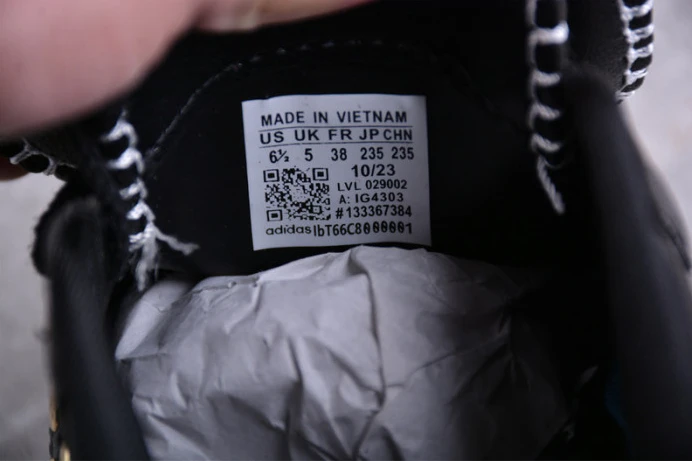 MADE IN VIETNAM
US UK FR JP CHN
6½ 5 38 235 235
10/23
LVL 029002
A: IG4303
#133367384
adidas IbT66C8000001